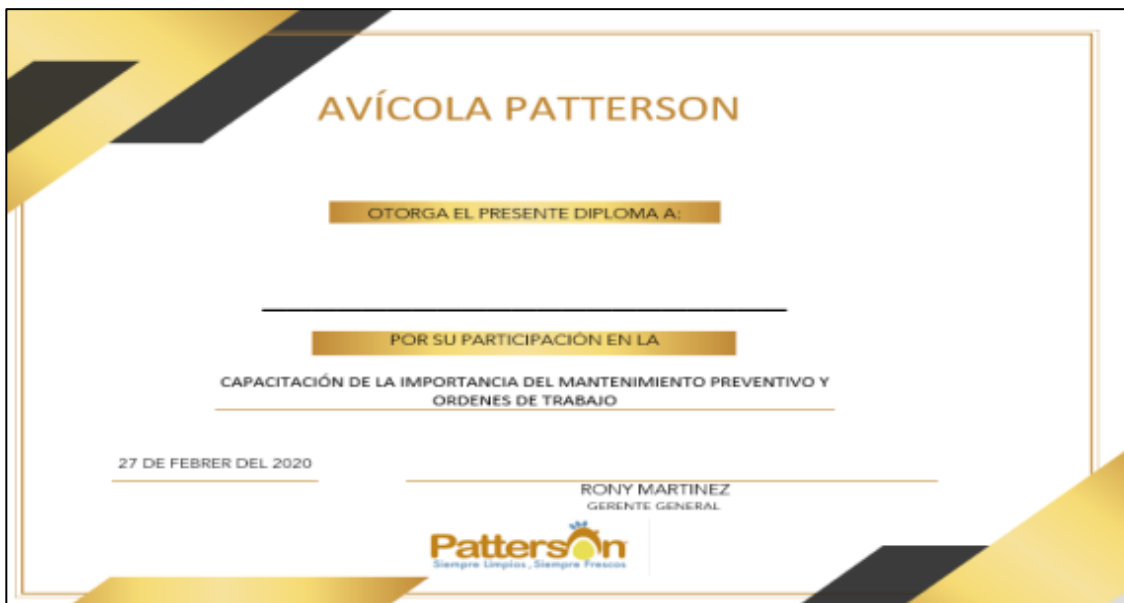 AVÍCOLA PATTERSON
OTORGA EL PRESENTE DIPLOMA A:
POR SU PARTICIPACIÓN EN LA
CAPACITACIÓN DE LA IMPORTANCIA DEL MANTENIMIENTO PREVENTIVO Y
ORDENES DE TRABAJO
27 DE FEBRER DEL 2020
RONY MARTINEZ
GERENTE GENERAL
Patterson
Siempre Limpios, Siempre Frescos